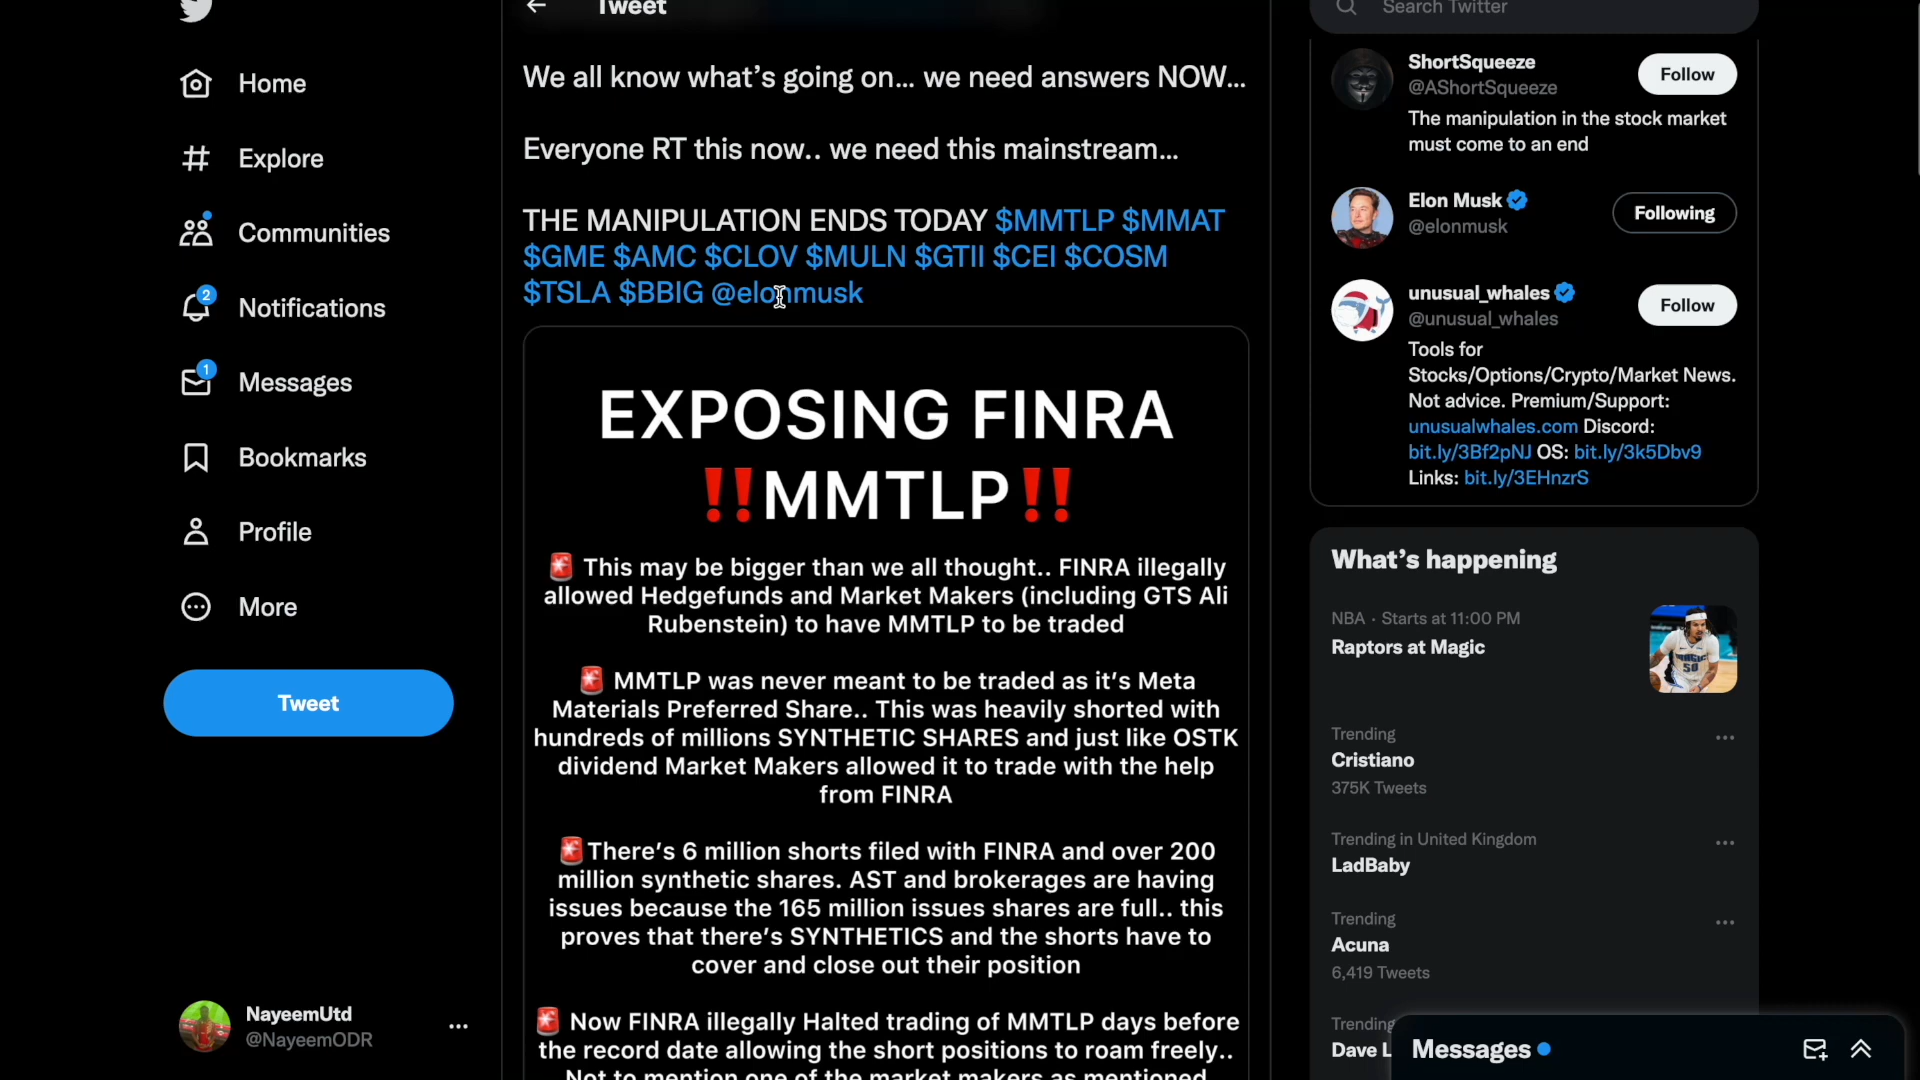 Home
Explore
Communities
2
Notifications
1
Messages
Bookmarks
Profile
More
Tweet
NayeemUtd
@NayeemODR
Tweet
We all know what’s going on... we need answers NOW...
Everyone RT this now.. we need this mainstream...
THE MANIPULATION ENDS TODAY $MMTLP $MMAT
$GME $AMC $CLOV $MULN $GTII $CEI $COSM
$TSLA $BBIG @elonmusk
EXPOSING FINRA
‼️MMTLP‼️
🚨 This may be bigger than we all thought.. FINRA illegally
allowed Hedgefunds and Market Makers (including GTS Ali
Rubenstein) to have MMTLP to be traded
🚨 MMTLP was never meant to be traded as it’s Meta
Materials Preferred Share.. This was heavily shorted with
hundreds of millions SYNTHETIC SHARES and just like OSTK
dividend Market Makers allowed it to trade with the help
from FINRA
🚨There’s 6 million shorts filed with FINRA and over 200
million synthetic shares. AST and brokerages are having
issues because the 165 million issues shares are full.. this
proves that there’s SYNTHETICS and the shorts have to
cover and close out their position
🚨 Now FINRA illegally Halted trading of MMTLP days before
the record date allowing the short positions to roam freely..
Not to mention one of the market makers as mentioned
Search Twitter
ShortSqueeze
@AShortSqueeze
Follow
The manipulation in the stock market
must come to an end
Elon Musk
@elonmusk
Following
unusual_whales
@unusual_whales
Follow
Tools for
Stocks/Options/Crypto/Market News.
Not advice. Premium/Support:
unusualwhales.com Discord:
bit.ly/3Bf2pNJ OS: bit.ly/3k5Dbv9
Links: bit.ly/3EHnzrS
What’s happening
NBA · Starts at 11:00 PM
Raptors at Magic
MAGIC
50
Trending
Cristiano
375K Tweets
Trending in United Kingdom
LadBaby
Trending
Acuna
6,419 Tweets
Trending
Dave L
Messages